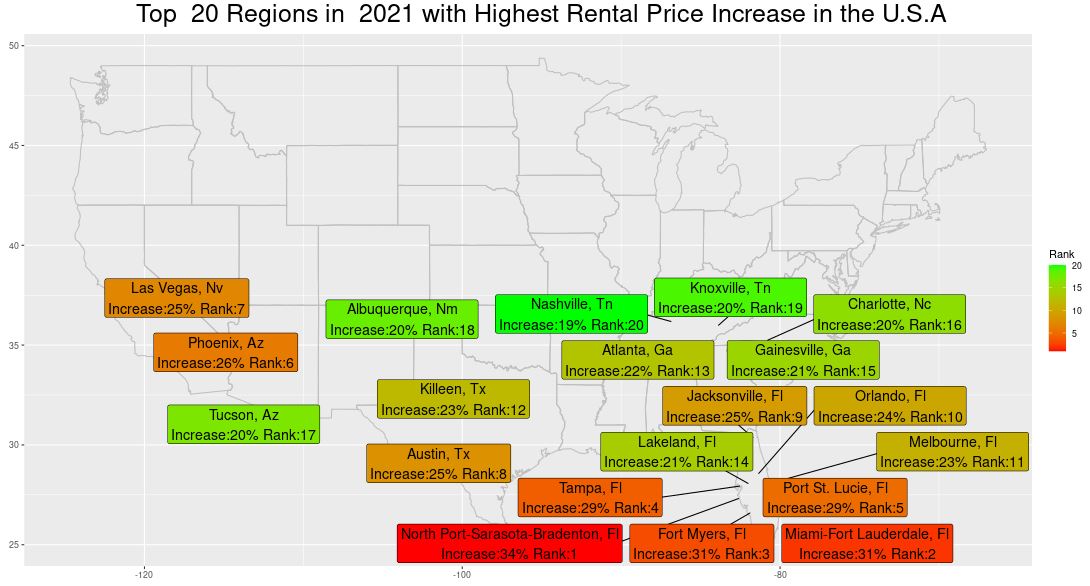 Top  20 Regions in  2021 with Highest Rental Price Increase in the U.S.A
50
45
40
35
30
25
-120
-100
-80
Las Vegas, Nv
Increase:25% Rank:7
Phoenix, Az
Increase:26% Rank:6
Tucson, Az
Increase:20% Rank:17
Albuquerque, Nm
Increase:20% Rank:18
Killeen, Tx
Increase:23% Rank:12
Austin, Tx
Increase:25% Rank:8
Nashville, Tn
Increase:19% Rank:20
Knoxville, Tn
Increase:20% Rank:19
Charlotte, Nc
Increase:20% Rank:16
Atlanta, Ga
Increase:22% Rank:13
Gainesville, Ga
Increase:21% Rank:15
Jacksonville, Fl
Increase:25% Rank:9
Orlando, Fl
Increase:24% Rank:10
Lakeland, Fl
Increase:21% Rank:14
Melbourne, Fl
Increase:23% Rank:11
Tampa, Fl
Increase:29% Rank:4
Port St. Lucie, Fl
Increase:29% Rank:5
North Port-Sarasota-Bradenton, Fl
Increase:34% Rank:1
Fort Myers, Fl
Increase:31% Rank:3
Miami-Fort Lauderdale, Fl
Increase:31% Rank:2
Rank
20
15
10
5